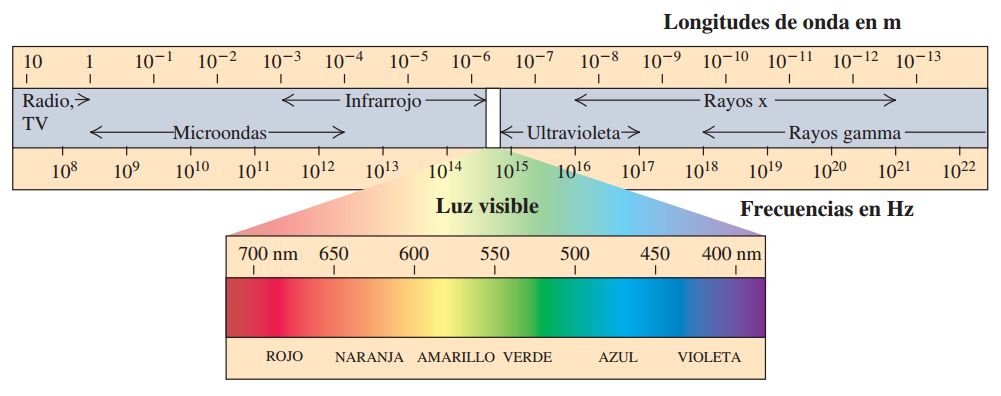 Longitudes de onda en m
10 1 10⁻¹ 10⁻² 10⁻³ 10⁻⁴ 10⁻⁵ 10⁻⁶ 10⁻⁷ 10⁻⁸ 10⁻⁹ 10⁻¹⁰ 10⁻¹¹ 10⁻¹² 10⁻¹³
Radio, Infrarrojo Rayos x
TV Microondas Ultravioleta Rayos gamma
10⁸ 10⁹ 10¹⁰ 10¹¹ 10¹² 10¹³ 10¹⁴ 10¹⁵ 10¹⁶ 10¹⁷ 10¹⁸ 10¹⁹ 10²⁰ 10²¹ 10²²
Luz visible Frecuencias en Hz
700 nm 650 600 550 500 450 400 nm
ROJO NARANJA AMARILLO VERDE AZUL VIOLETA